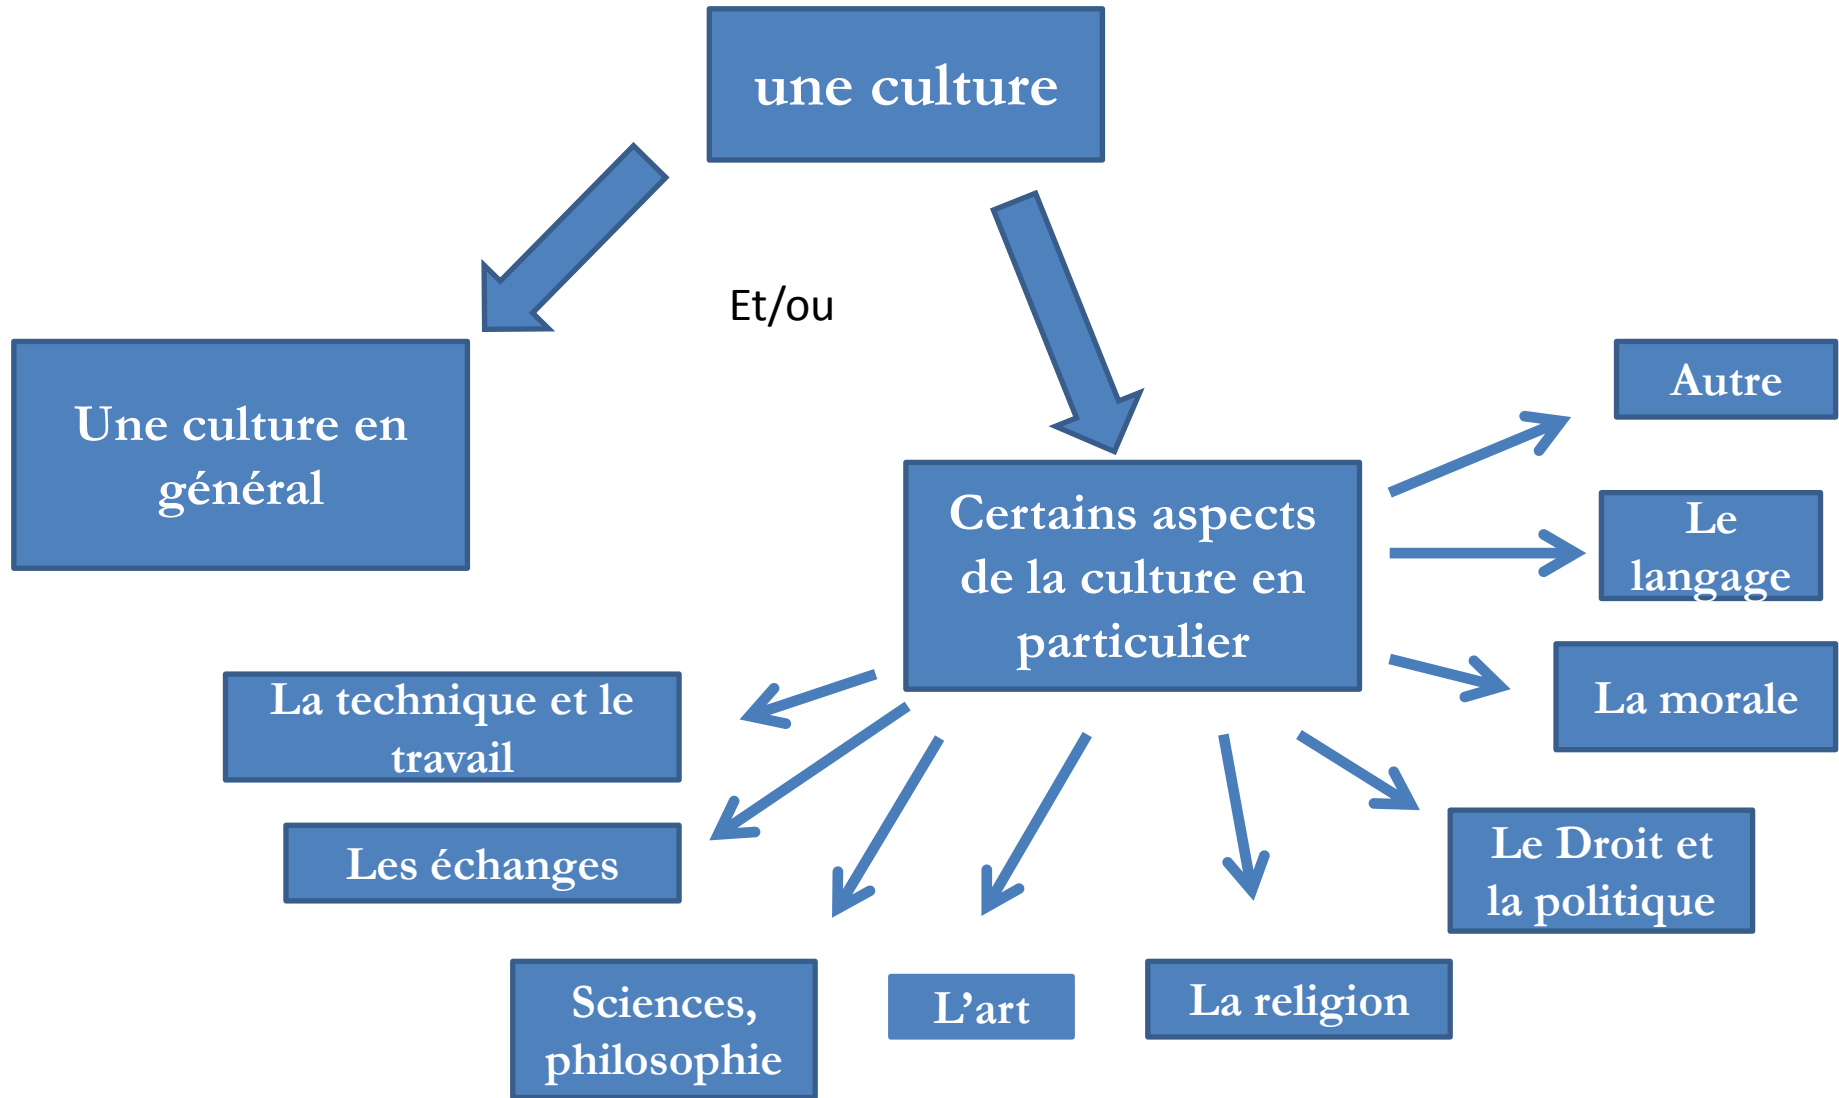 une culture
Et/ou
Une culture en
général
Certains aspects
de la culture en
particulier
Autre
Le
langage
La morale
Le Droit et
la politique
La religion
L’art
Sciences,
philosophie
Les échanges
La technique et le
travail